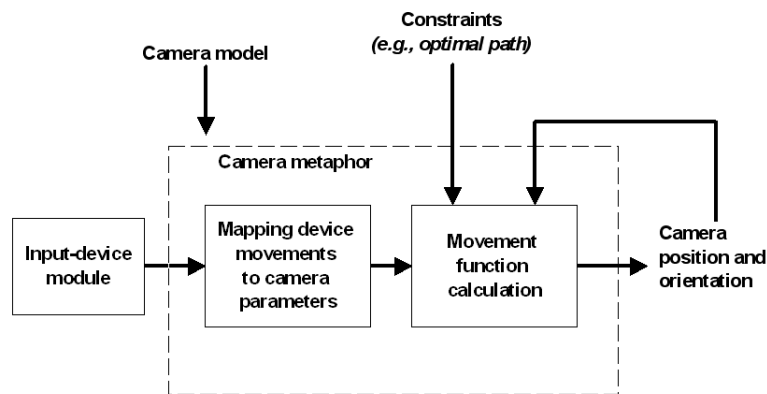 Constraints
(e.g., optimal path)
Camera model
Camera metaphor
Input-device
module
Mapping device
movements
to camera
parameters
Movement
function
calculation
Camera
position and
orientation